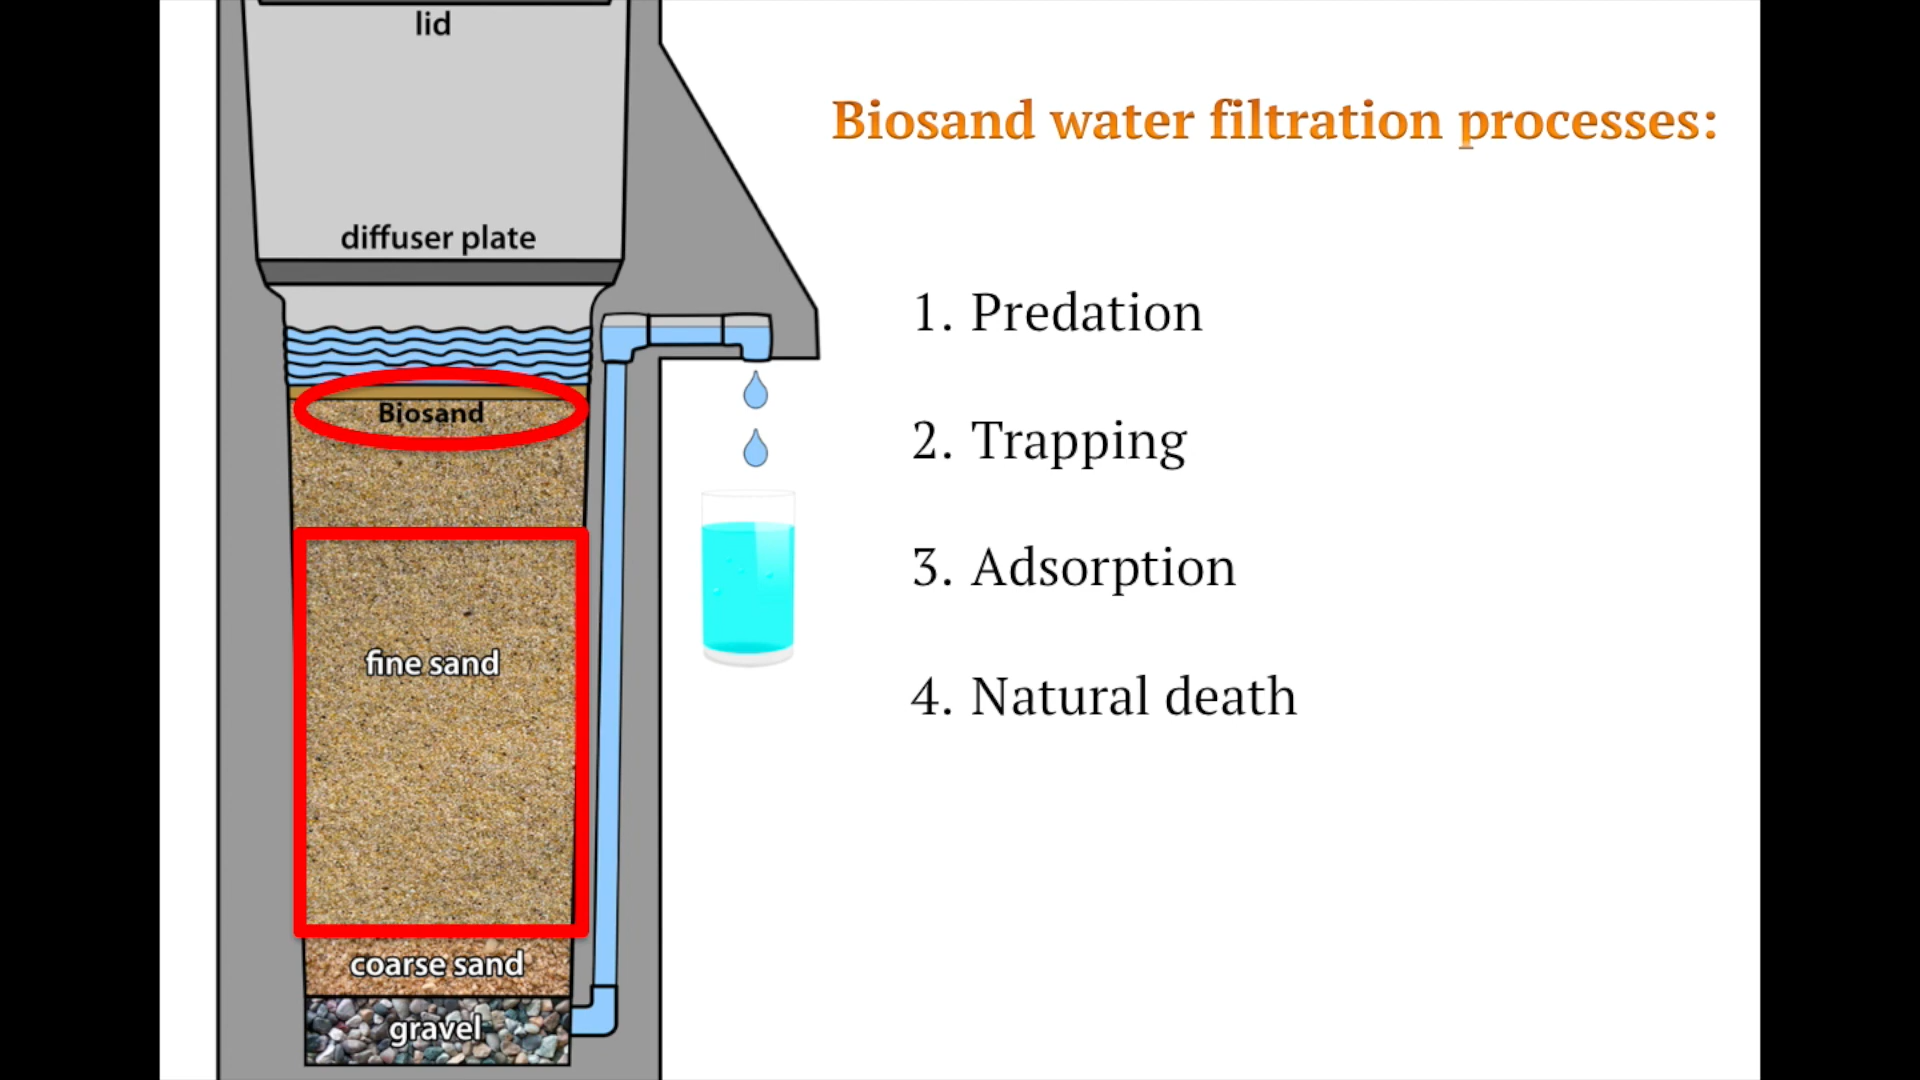 lid
diffuser plate
Biosand
fine sand
coarse sand
gravel
Biosand water filtration processes:
1. Predation
2. Trapping
3. Adsorption
4. Natural death